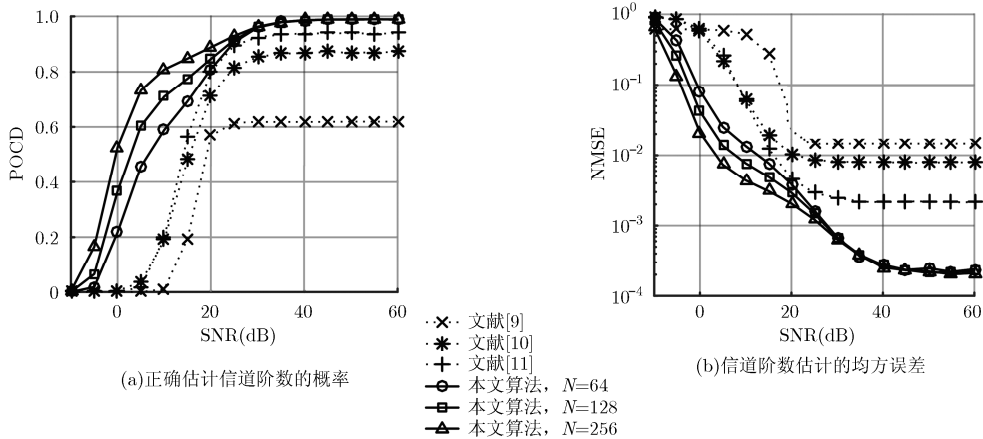 1.0
0.8
0.6
0.4
0.2
0
POCD
0 20 40 60
SNR(dB)
(a)正确估计信道阶数的概率
文献[9]
文献[10]
文献[11]
本文算法，N=64
本文算法，N=128
本文算法，N=256
10⁰
10⁻¹
10⁻²
10⁻³
10⁻⁴
NMSE
0 20 40 60
SNR(dB)
(b)信道阶数估计的均方误差